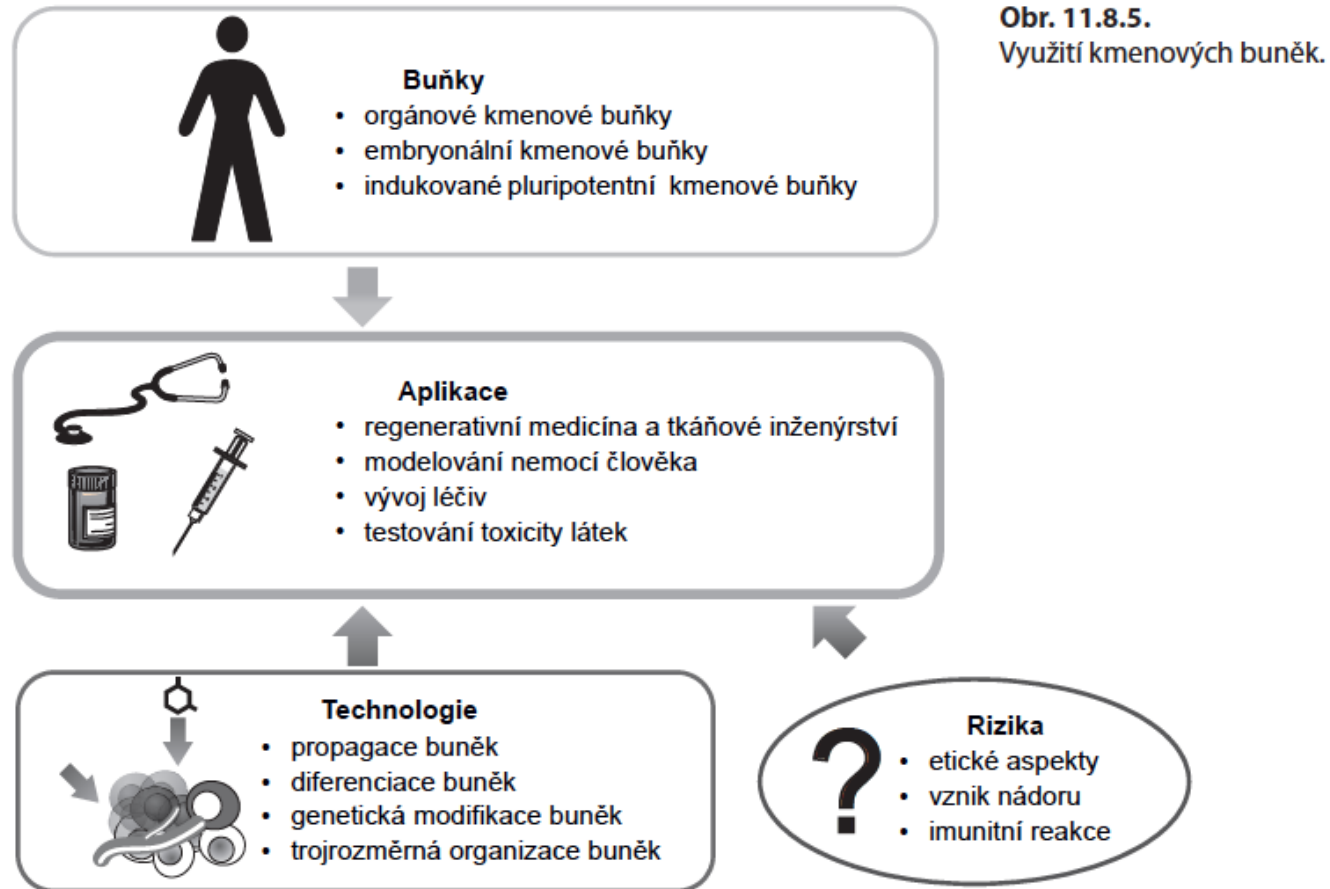 Obr. 11.8.5.
Využití kmenových buněk.
Buňky
• orgánové kmenové buňky
• embryonální kmenové buňky
• indukované pluripotentní kmenové buňky
Aplikace
• regenerativní medicína a tkáňové inženýrství
• modelování nemocí člověka
• vývoj léčiv
• testování toxicity látek
Technologie
• propagace buněk
• diferenciace buněk
• genetická modifikace buněk
• trojrozměrná organizace buněk
?
Rizika
• etické aspekty
• vznik nádoru
• imunitní reakce